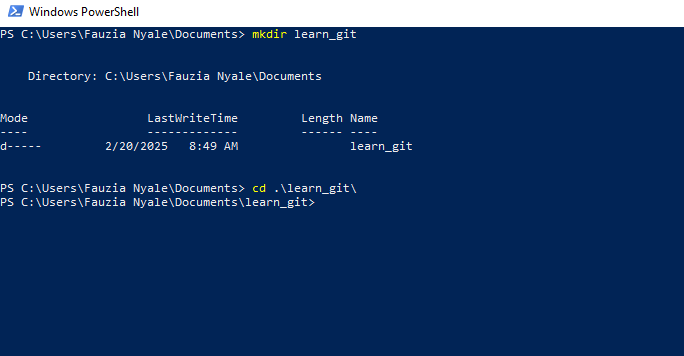 Windows PowerShell
PS C:\Users\Fauzia Nyale\Documents> mkdir learn_git
Directory: C:\Users\Fauzia Nyale\Documents
Mode                 LastWriteTime         Length Name
----                 -------------         ------ ----
d-----         2/20/2025   8:49 AM                learn_git
PS C:\Users\Fauzia Nyale\Documents> cd .\learn_git\
PS C:\Users\Fauzia Nyale\Documents\learn_git>